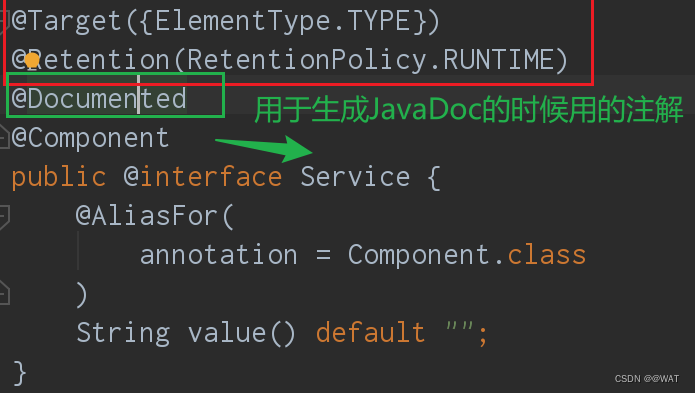 @Target({ElementType.TYPE})
@Retention(RetentionPolicy.RUNTIME)
@Documented
用于生成JavaDoc的时候用的注解
@Component
public @interface Service {
@AliasFor(
annotation = Component.class
)
String value() default "";
}
CSDN @@WAT